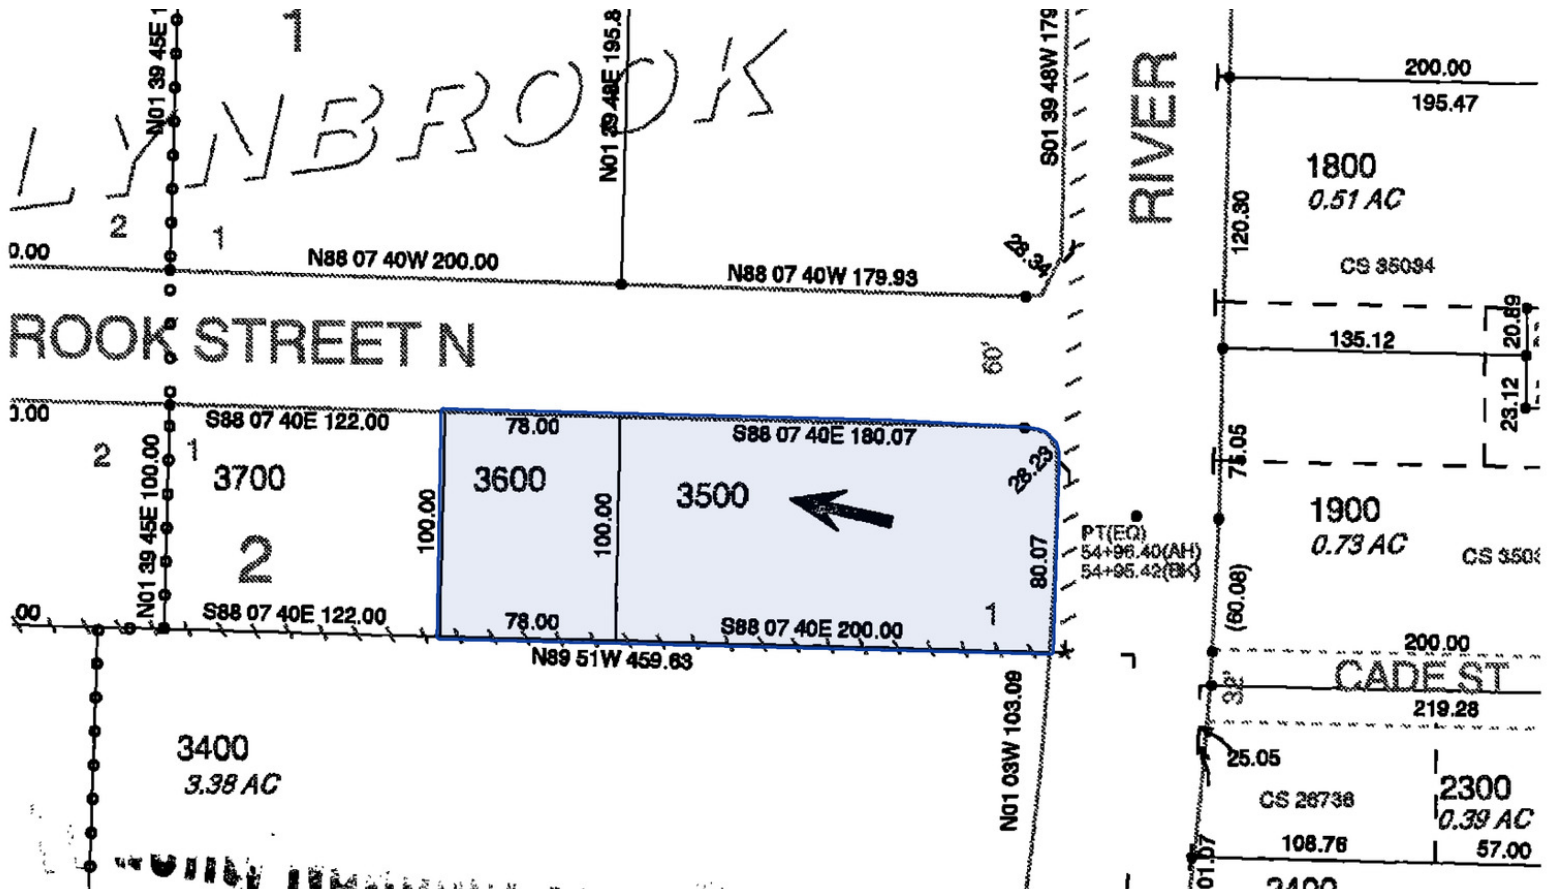 1
N01 39 45E 1
LYNBROOK
N01 39 48E 195.8
S01 39 48W 179
RIVER
200.00
195.47
1800
0.51 AC
120.30
CS 35094
2
1
0.00
N88 07 40W 200.00
N88 07 40W 179.93
28.34
ROOK STREET N
60'
135.12
20.89
23.12
75.05
S88 07 40E 122.00
78.00
S88 07 40E 180.07
28.23
2
1
3700
3600
3500
N01 39 45E 100.00
100.00
100.00
80.07
2
1
PT(EQ)
54+96.40(AH)
54+95.42(BK)
1900
0.73 AC
(60.08)
.00
S88 07 40E 122.00
78.00
S88 07 40E 200.00
N89 51W 459.63
200.00
CADE ST
32'
219.28
N01 03W 103.09
3400
3.38 AC
25.05
CS 26736
2300
0.39 AC
108.76
57.00
01.07
2400